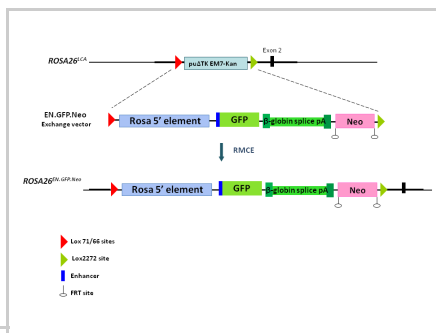 Exon 2
ROSA26LCA
puΔTK EM7-Kan
EN.GFP.Neo
Exchange vector
Rosa 5' element
GFP
β-globin splice pA
Neo
RMCE
ROSA26EN.GFP.Neo
Rosa 5' element
GFP
β-globin splice pA
Neo
Lox 71/66 sites
Lox2272 site
Enhancer
FRT site